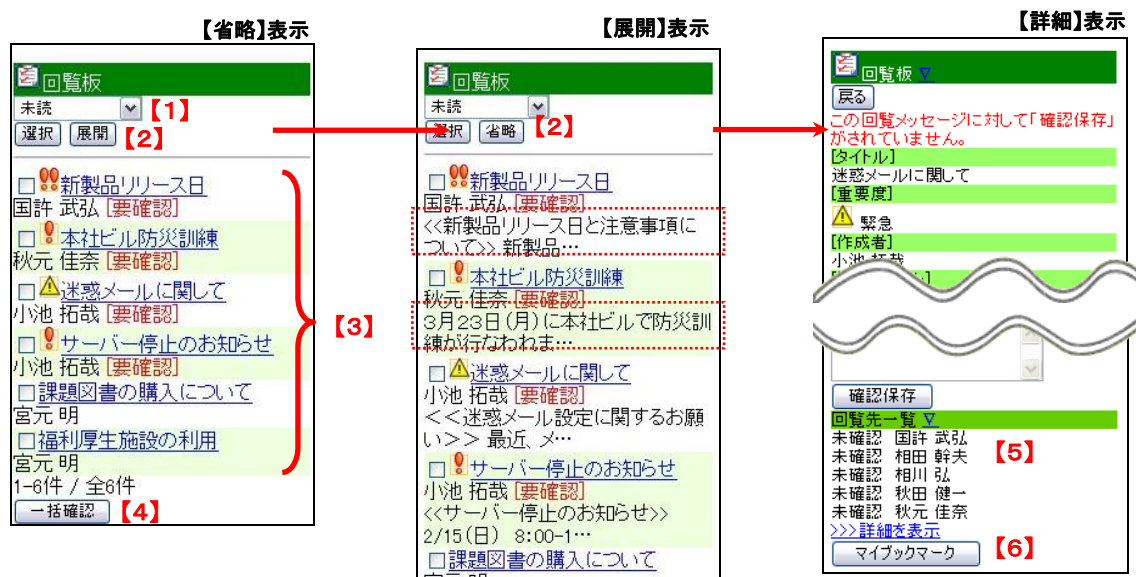 【省略】表示
回覧板
未読
【1】
選択 展開
【2】
新製品リリース日
国許 武弘 [要確認]
本社ビル防災訓練
秋元 佳奈 [要確認]
迷惑メールに関して
小池 拓哉 [要確認]
サーバー停止のお知らせ
小池 拓哉 [要確認]
課題図書の購入について
宮元 明
福利厚生施設の利用
宮元 明
【3】
1-6件 / 全6件
一括確認
【4】
【展開】表示
回覧板
未読
選択 省略
【2】
新製品リリース日
国許 武弘 [要確認]
<<新製品リリース日と注意事項に
ついて>> 新製品…
本社ビル防災訓練
秋元 佳奈 [要確認]
3月23日(月)に本社ビルで防災訓
練が行なわれま…
迷惑メールに関して
小池 拓哉 [要確認]
<<迷惑メール設定に関するお願
い>> 最近、メ…
サーバー停止のお知らせ
小池 拓哉 [要確認]
<<サーバー停止のお知らせ>>
2/15(日) 8:00-1…
課題図書の購入について
宮元 明
【詳細】表示
回覧板 ▽
戻る
この回覧メッセージに対して「確認保存」
がされていません。
[タイトル]
迷惑メールに関して
[重要度]
緊急
[作成者]
小池 拓哉
確認保存
回覧先一覧 ▽
未確認 国許 武弘
未確認 相田 幹夫
未確認 相川 弘
未確認 秋田 健一
未確認 秋元 佳奈
【5】
>>>詳細を表示
マイブックマーク
【6】